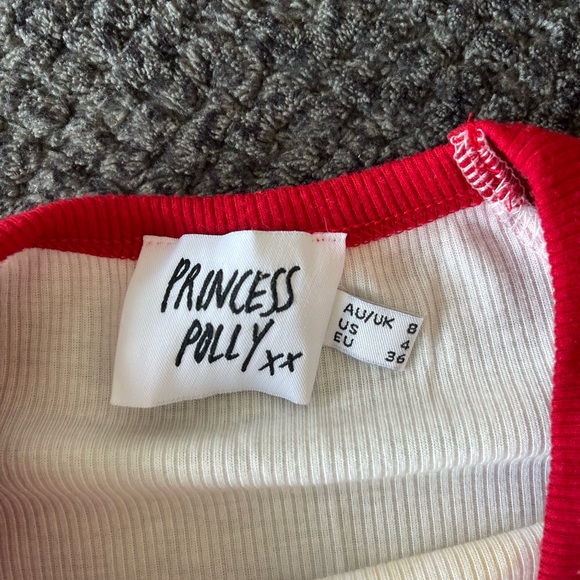 PRINCESS
POLLY xx
AU/UK 8
US 4
EU 36